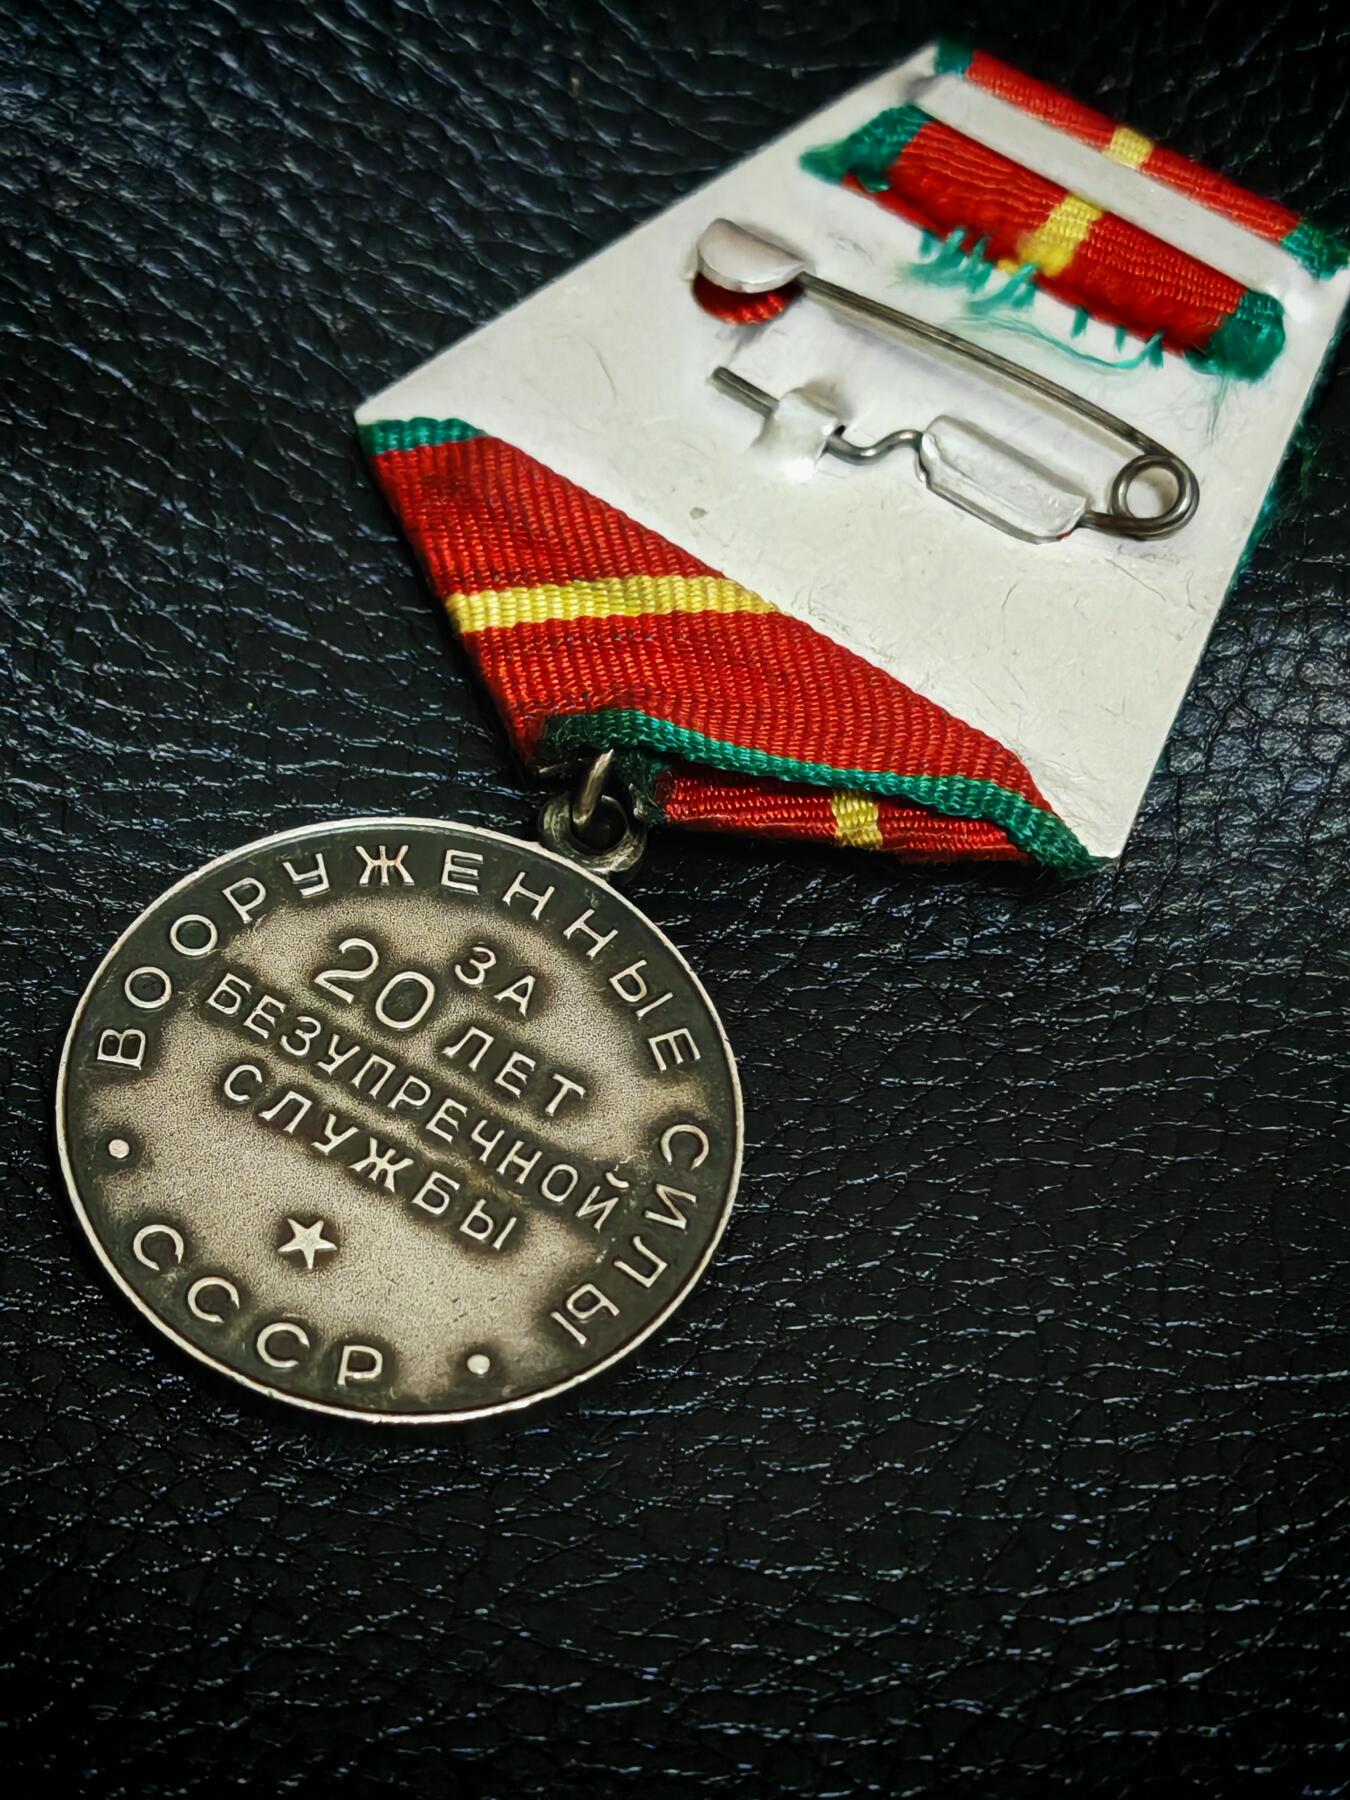 ВООРУЖЕННЫЕ СИЛЫ
ЗА
20 ЛЕТ
БЕЗУПРЕЧНОЙ
СЛУЖБЫ
СССР